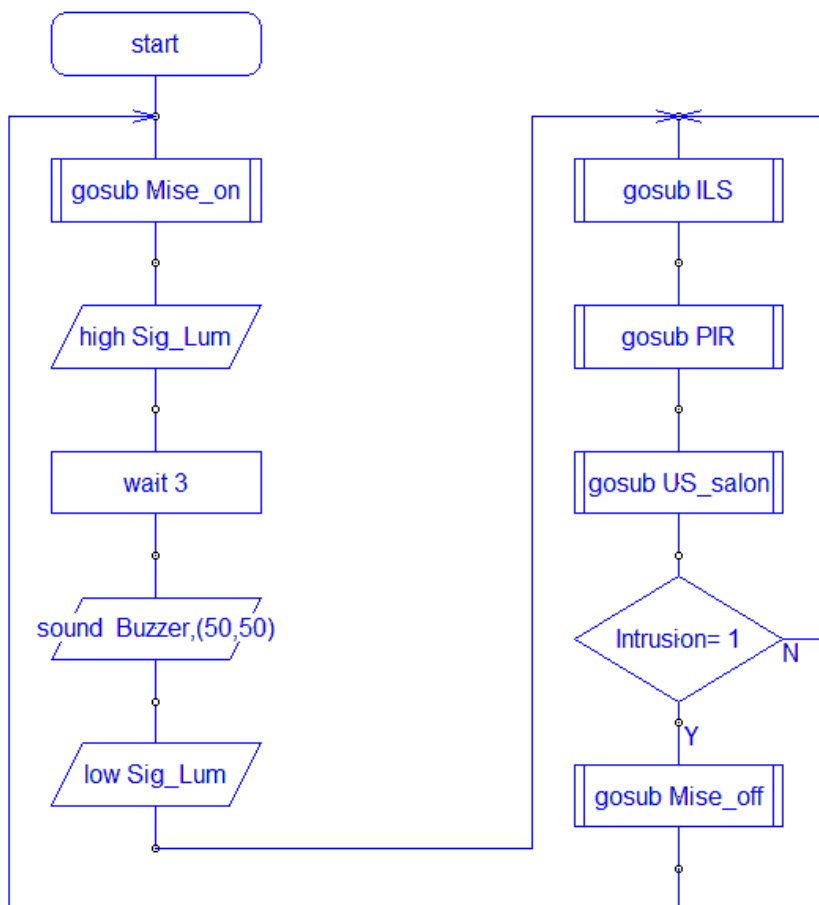 start
gosub Mise_on
high Sig_Lum
wait 3
sound Buzzer,(50,50)
low Sig_Lum
gosub ILS
gosub PIR
gosub US_salon
Intrusion= 1
N
Y
gosub Mise_off